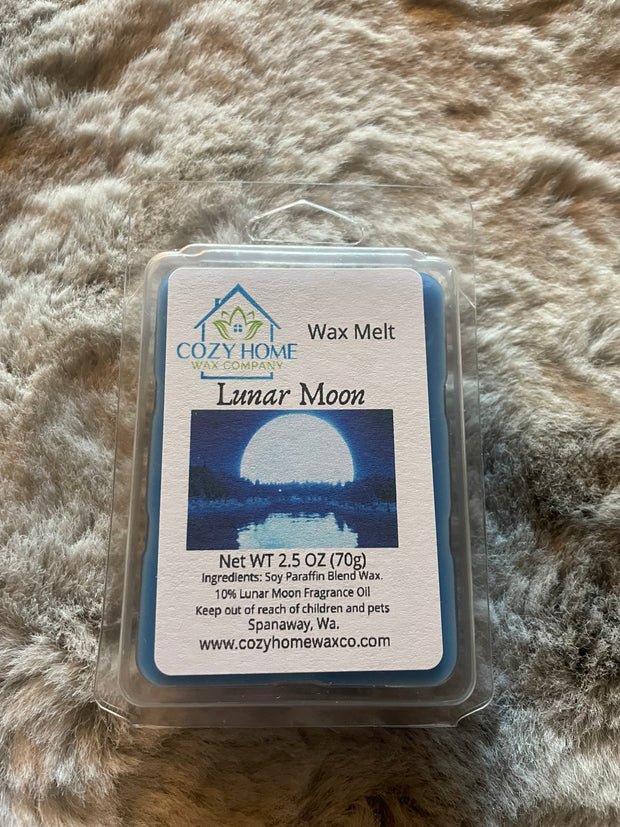 COZY HOME
WAX COMPANY
Wax Melt
Lunar Moon
Net WT 2.5 OZ (70g)
Ingredients: Soy Paraffin Blend Wax.
10% Lunar Moon Fragrance Oil
Keep out of reach of children and pets
Spanaway, Wa.
www.cozyhomewaxco.com